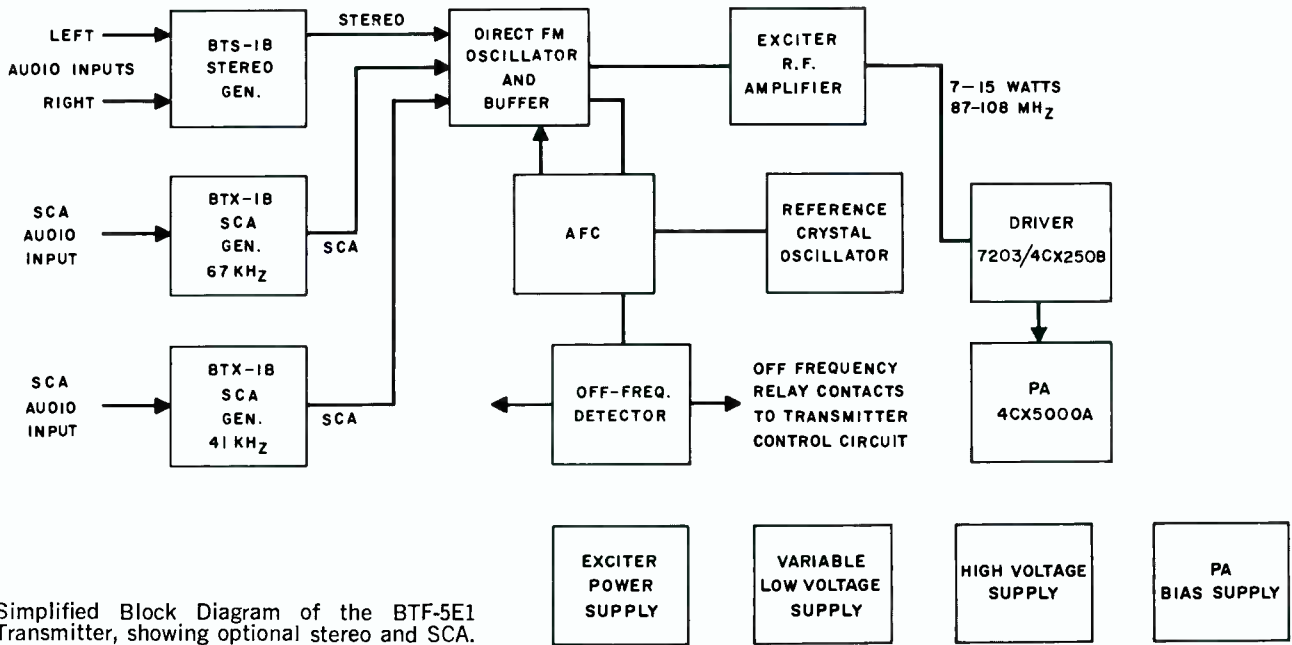 LEFT
AUDIO INPUTS
RIGHT
BTS-1B
STEREO
GEN.
STEREO
DIRECT FM
OSCILLATOR
AND
BUFFER
EXCITER
R.F.
AMPLIFIER
7-15 WATTS
87-108 MHZ
SCA
AUDIO
INPUT
BTX-1B
SCA
GEN.
67 KHZ
SCA
AFC
REFERENCE
CRYSTAL
OSCILLATOR
DRIVER
7203/4CX250B
SCA
AUDIO
INPUT
BTX-1B
SCA
GEN.
41 KHZ
SCA
OFF-FREQ.
DETECTOR
OFF FREQUENCY
RELAY CONTACTS
TO TRANSMITTER
CONTROL CIRCUIT
PA
4CX5000A
EXCITER
POWER
SUPPLY
VARIABLE
LOW VOLTAGE
SUPPLY
HIGH VOLTAGE
SUPPLY
PA
BIAS SUPPLY
Simplified Block Diagram of the BTF-5E1
Transmitter, showing optional stereo and SCA.